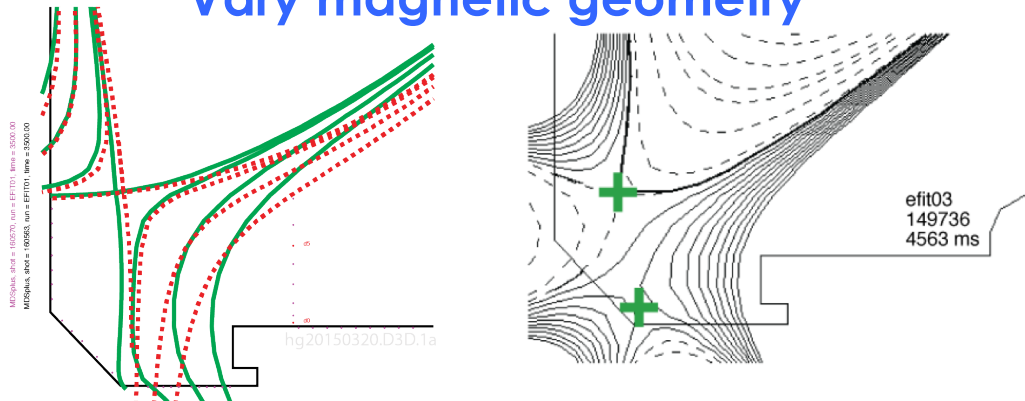 Vary magnetic geometry
MDSplus, shot = 160570, run = EFIT01, time = 3500.00
MDSplus, shot = 160563, run = EFIT01, time = 3500.00
hg20150320.D3D.1a
efit03
149736
4563 ms